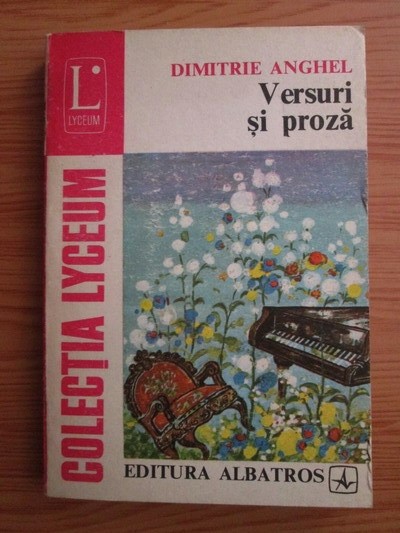 L
LYCEUM
DIMITRIE ANGHEL
Versuri
și proză
COLECȚIA LYCEUM
EDITURA ALBATROS